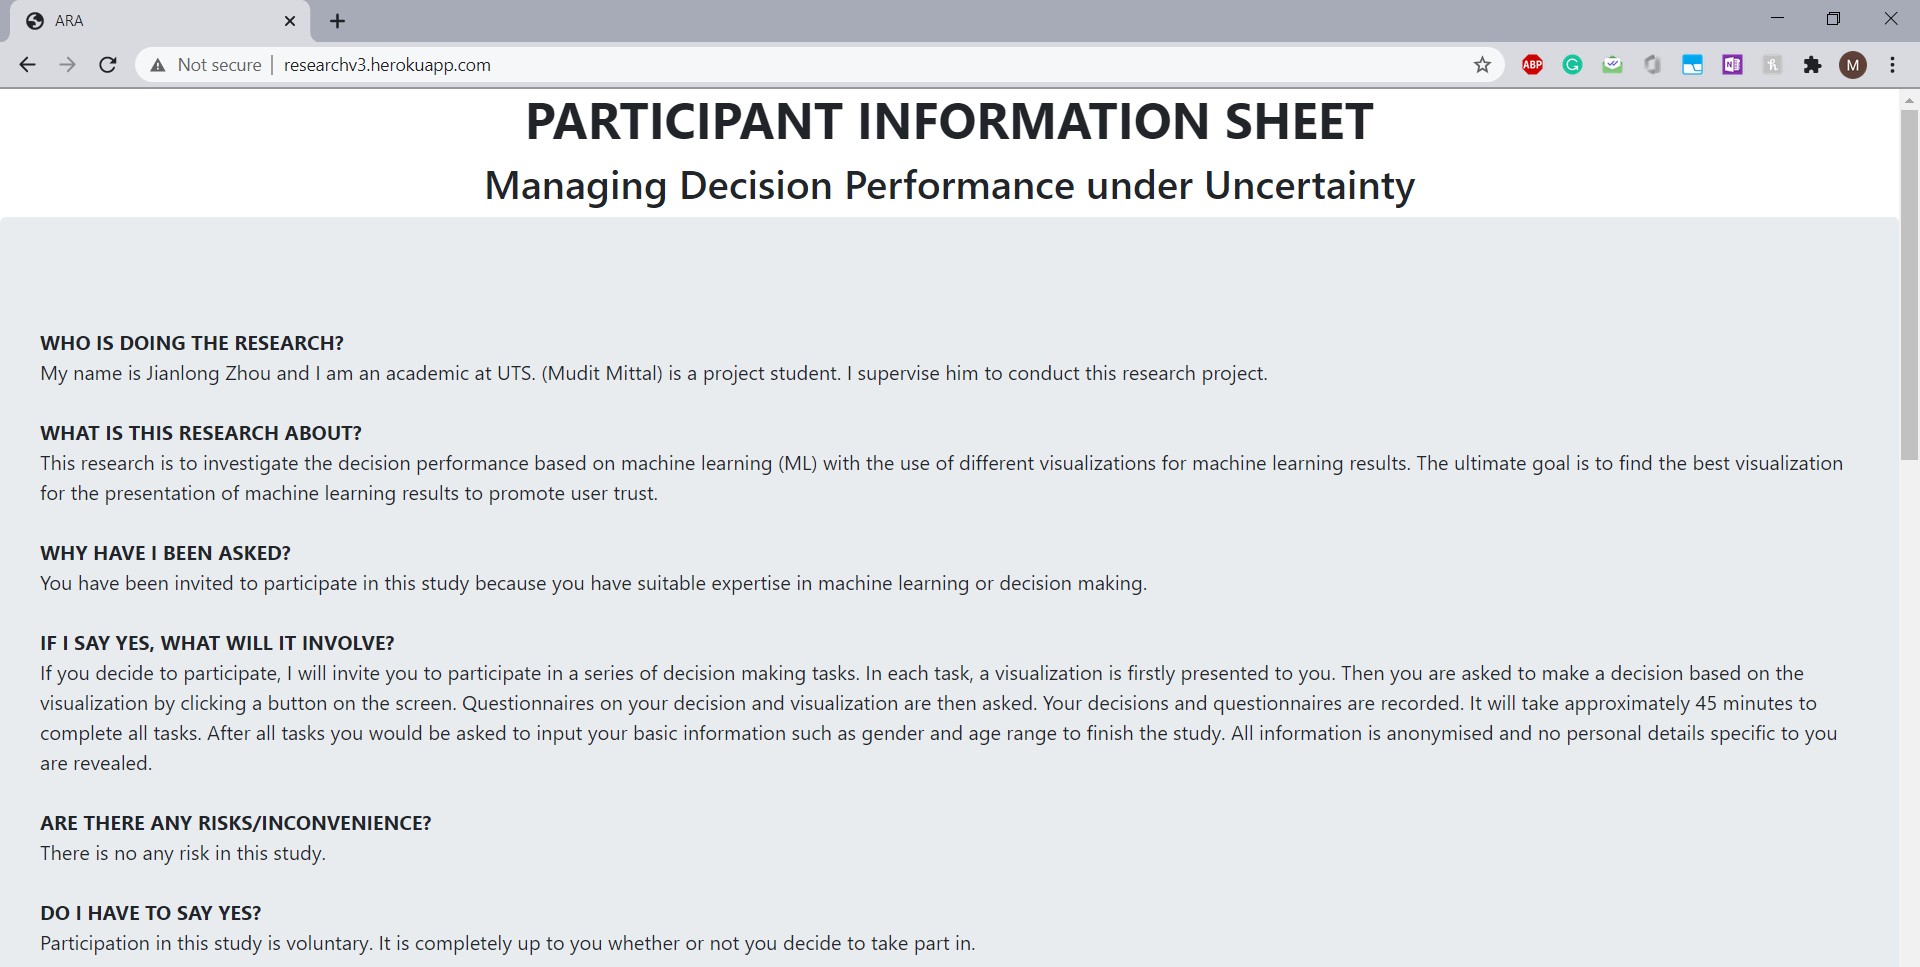 ARA
Not secure
researchv3.herokuapp.com
ABP
M
PARTICIPANT INFORMATION SHEET
Managing Decision Performance under Uncertainty
WHO IS DOING THE RESEARCH?
My name is Jianlong Zhou and I am an academic at UTS. (Mudit Mittal) is a project student. I supervise him to conduct this research project.
WHAT IS THIS RESEARCH ABOUT?
This research is to investigate the decision performance based on machine learning (ML) with the use of different visualizations for machine learning results. The ultimate goal is to find the best visualization
for the presentation of machine learning results to promote user trust.
WHY HAVE I BEEN ASKED?
You have been invited to participate in this study because you have suitable expertise in machine learning or decision making.
IF I SAY YES, WHAT WILL IT INVOLVE?
If you decide to participate, I will invite you to participate in a series of decision making tasks. In each task, a visualization is firstly presented to you. Then you are asked to make a decision based on the
visualization by clicking a button on the screen. Questionnaires on your decision and visualization are then asked. Your decisions and questionnaires are recorded. It will take approximately 45 minutes to
complete all tasks. After all tasks you would be asked to input your basic information such as gender and age range to finish the study. All information is anonymised and no personal details specific to you
are revealed.
ARE THERE ANY RISKS/INCONVENIENCE?
There is no any risk in this study.
DO I HAVE TO SAY YES?
Participation in this study is voluntary. It is completely up to you whether or not you decide to take part in.